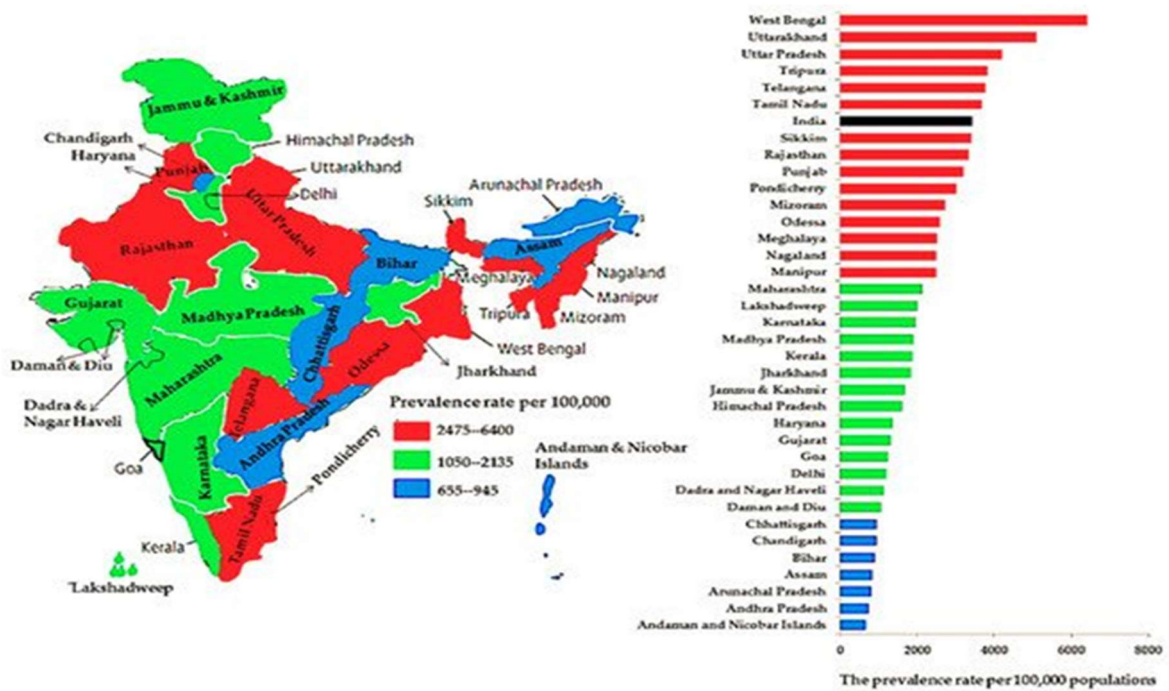 Jammu & Kashmir
Chandigarh
Haryana
Punjab
Himachal Pradesh
Uttarakhand
Delhi
Uttar Pradesh
Rajasthan
Arunachal Pradesh
Sikkim
Assam
Bihar
Meghalaya
Nagaland
Manipur
Tripura
Mizoram
Gujarat
Madhya Pradesh
West Bengal
Jharkhand
Chhattisgarh
Odessa
Daman & Diu
Maharashtra
Dadra &
Nagar Haveli
Telangana
Goa
Karnataka
Andhra Pradesh
Pondicherry
Tamil Nadu
Kerala
Lakshadweep
Prevalence rate per 100,000
2475--6400
1050--2135
655--945
Andaman & Nicobar
Islands
West Bengal
Uttarakhand
Uttar Pradesh
Tripura
Telangana
Tamil Nadu
India
Sikkim
Rajasthan
Punjab
Pondicherry
Mizoram
Odessa
Meghalaya
Nagaland
Manipur
Maharashtra
Lakshadweep
Karnataka
Madhya Pradesh
Kerala
Jharkhand
Jammu & Kashmir
Himachal Pradesh
Haryana
Gujarat
Goa
Delhi
Dadra and Nagar Haveli
Daman and Diu
Chhattisgarh
Chandigarh
Bihar
Assam
Arunachal Pradesh
Andhra Pradesh
Andaman and Nicobar Islands
0 2000 4000 6000 8000
The prevalence rate per 100,000 populations